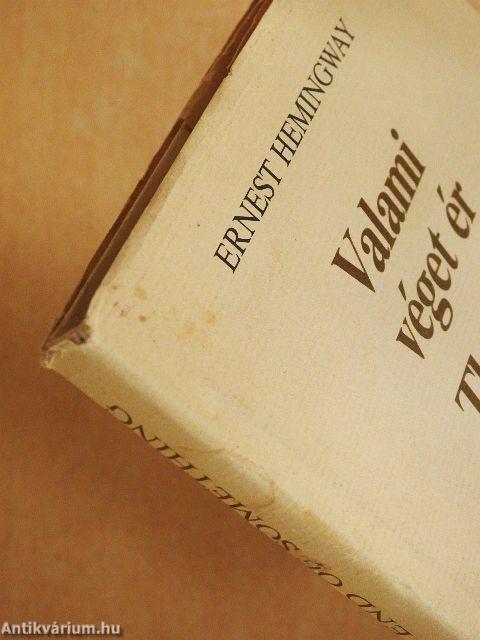 ERNEST HEMINGWAY
Valami
véget ér
Th
END OF SOMETHING
Antikvárium.hu